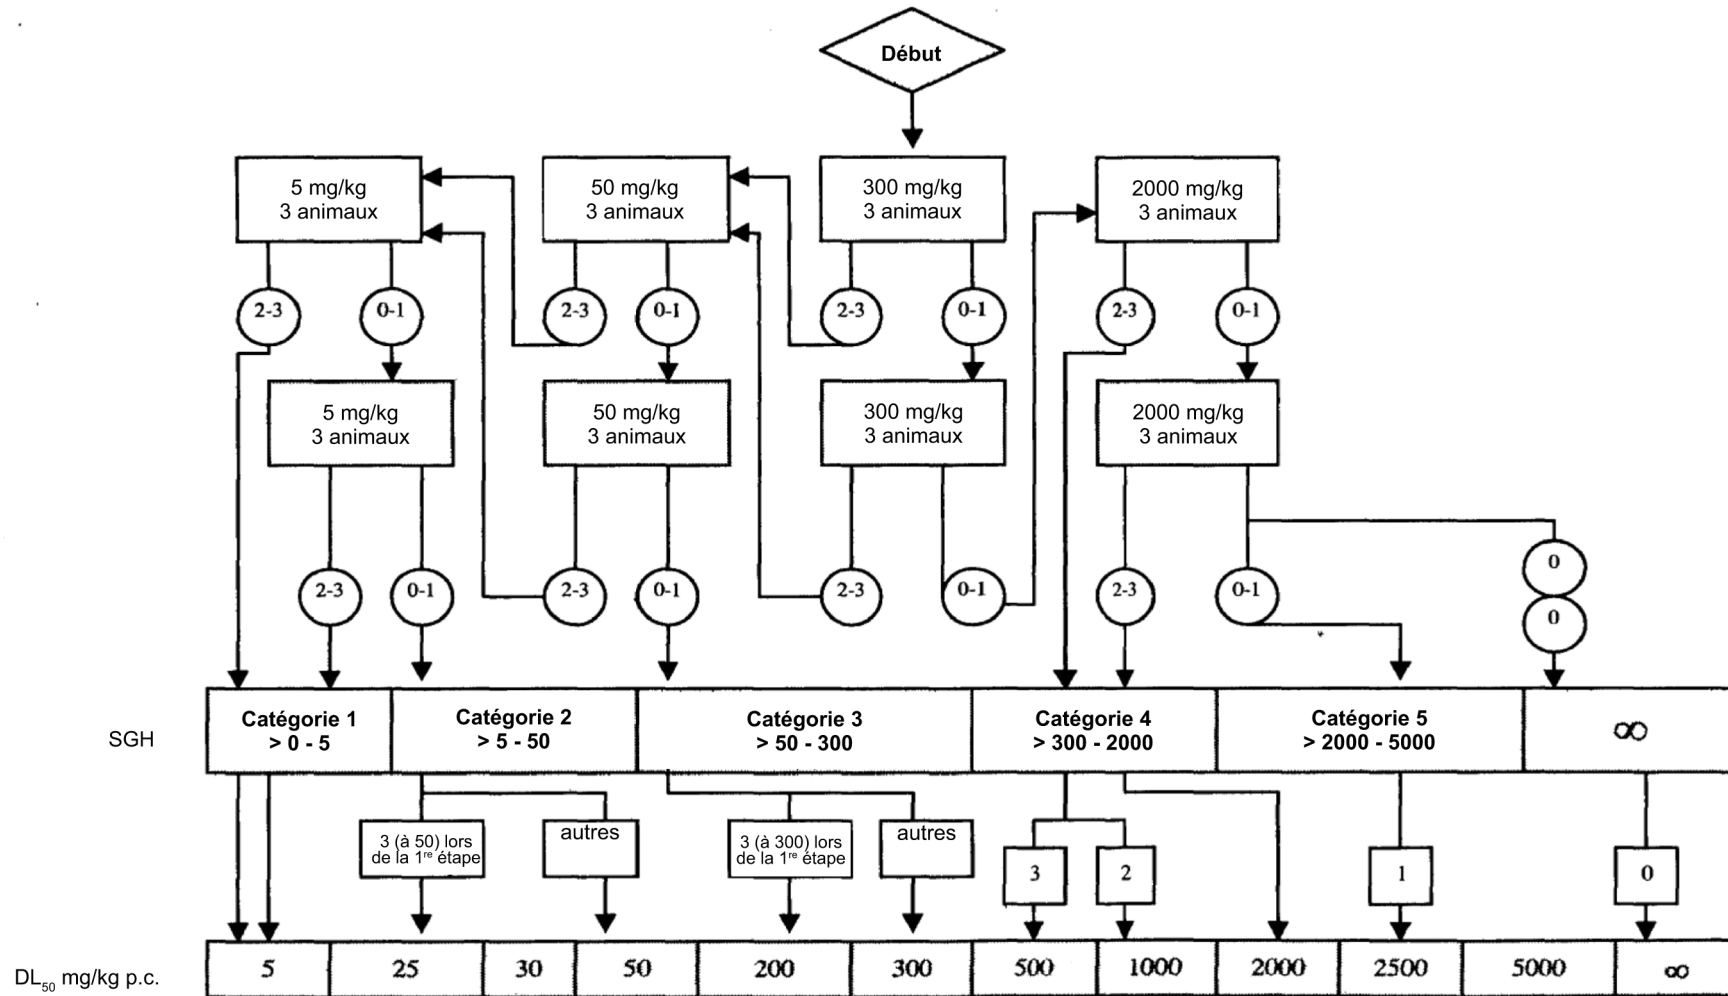 Début
5 mg/kg
3 animaux
50 mg/kg
3 animaux
300 mg/kg
3 animaux
2000 mg/kg
3 animaux
2-3
0-1
2-3
0-1
2-3
0-1
2-3
0-1
5 mg/kg
3 animaux
50 mg/kg
3 animaux
300 mg/kg
3 animaux
2000 mg/kg
3 animaux
2-3
0-1
2-3
0-1
2-3
0-1
2-3
0-1
0
0
SGH
Catégorie 1
> 0 - 5
Catégorie 2
> 5 - 50
Catégorie 3
> 50 - 300
Catégorie 4
> 300 - 2000
Catégorie 5
> 2000 - 5000
∞
3 (à 50) lors
de la 1re étape
autres
3 (à 300) lors
de la 1re étape
autres
3
2
1
0
DL50 mg/kg p.c.
5
25
30
50
200
300
500
1000
2000
2500
5000
∞